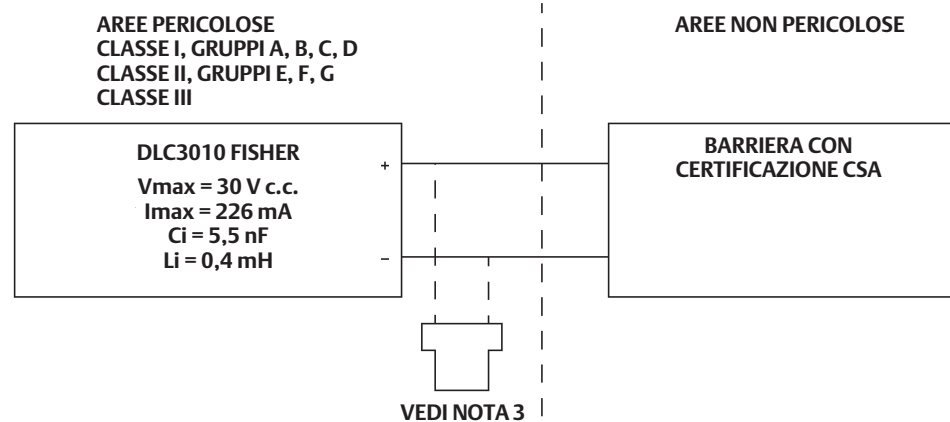 AREE PERICOLOSE
CLASSE I, GRUPPI A, B, C, D
CLASSE II, GRUPPI E, F, G
CLASSE III
AREE NON PERICOLOSE
DLC3010 FISHER
Vmax = 30 V c.c.
Imax = 226 mA
Ci = 5,5 nF
Li = 0,4 mH
+
−
BARRIERA CON
CERTIFICAZIONE CSA
VEDI NOTA 3